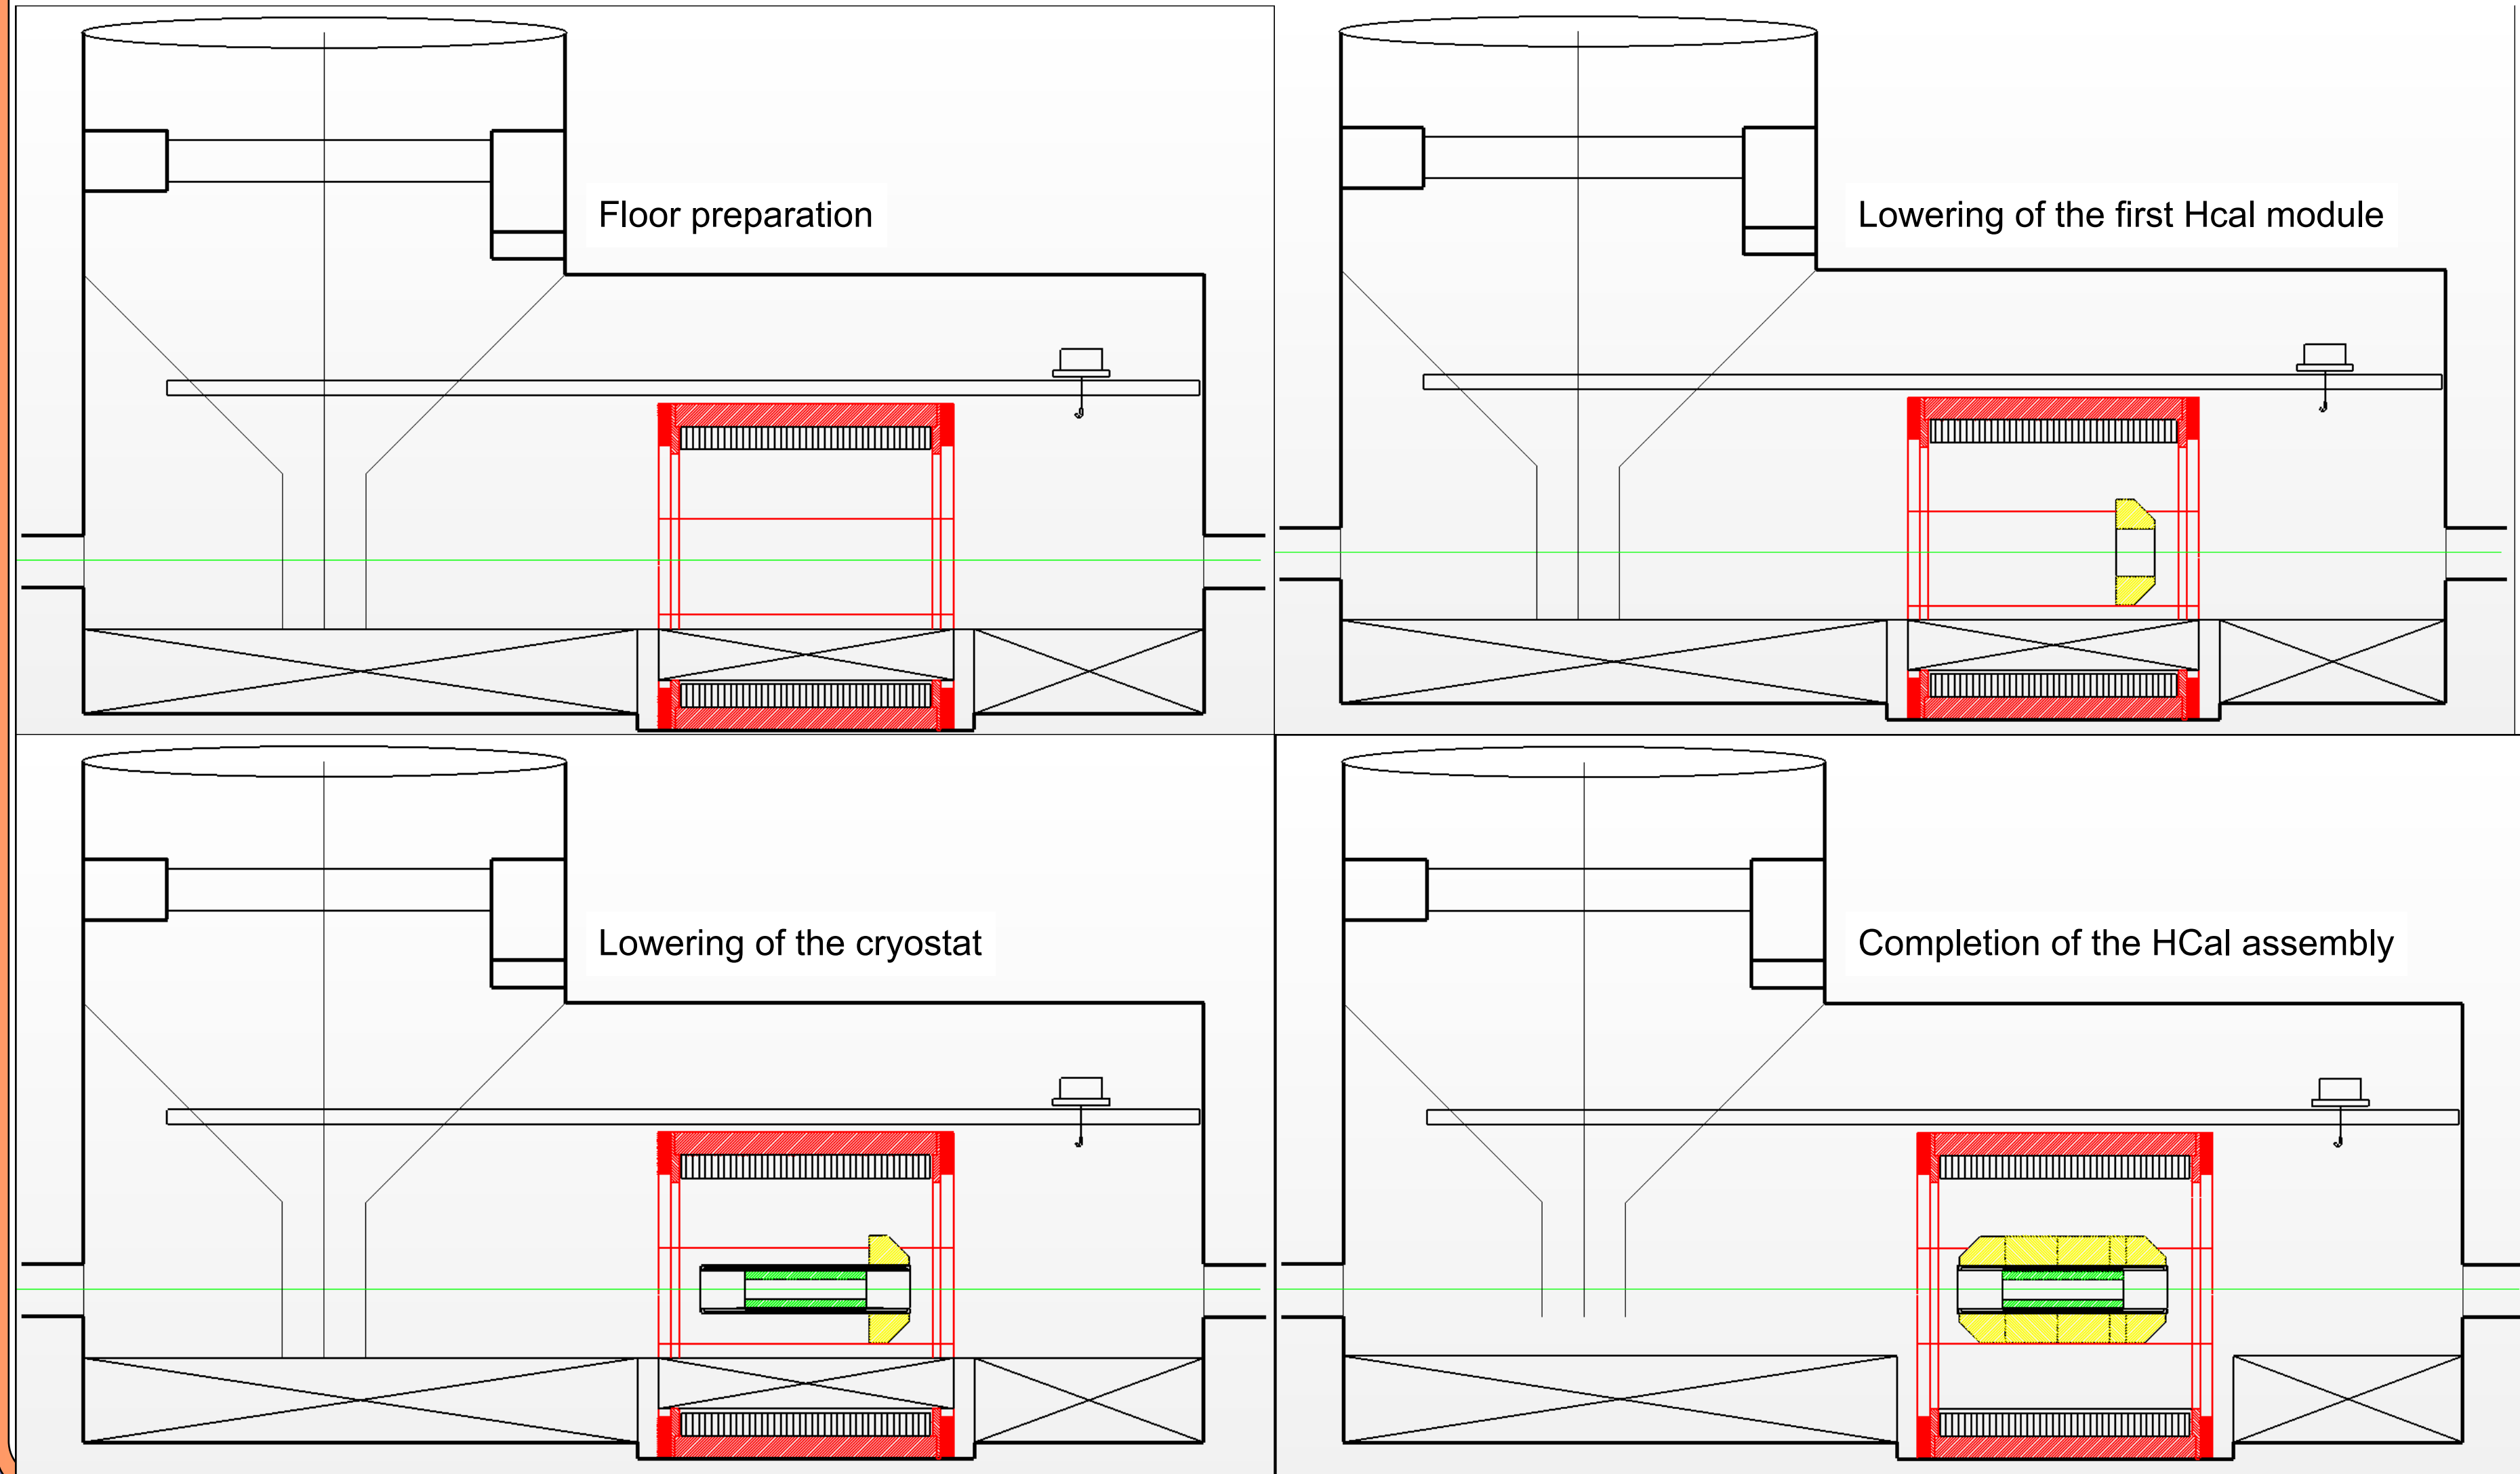 Floor preparation
Lowering of the first Hcal module
Lowering of the cryostat
Completion of the HCal assembly